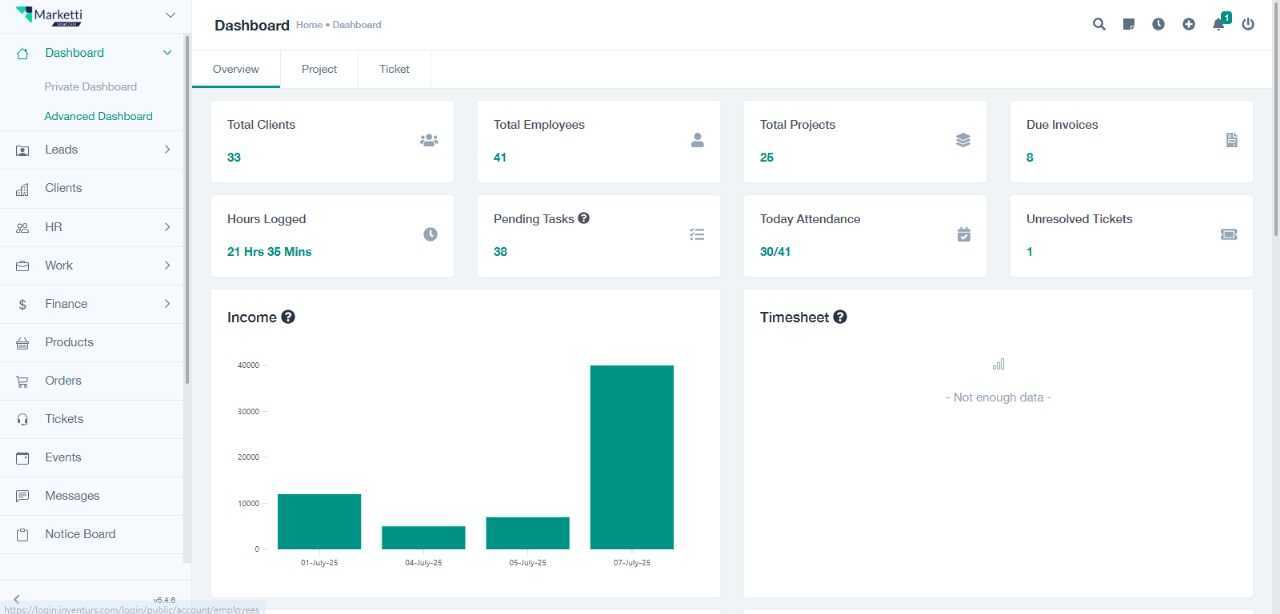 Marketti
Dashboard
Private Dashboard
Advanced Dashboard
Leads
Clients
HR
Work
$ Finance
Products
Orders
Tickets
Events
Messages
Notice Board
v5.4.6
https://login.inventurs.com/login/public/account/employees
Dashboard Home • Dashboard
1
Overview Project Ticket
Total Clients
33
Total Employees
41
Total Projects
25
Due Invoices
8
Hours Logged
21 Hrs 35 Mins
Pending Tasks ?
38
Today Attendance
30/41
Unresolved Tickets
1
Income ?
40000
30000
20000
10000
0
01-July-25 04-July-25 05-July-25 07-July-25
Timesheet ?
- Not enough data -